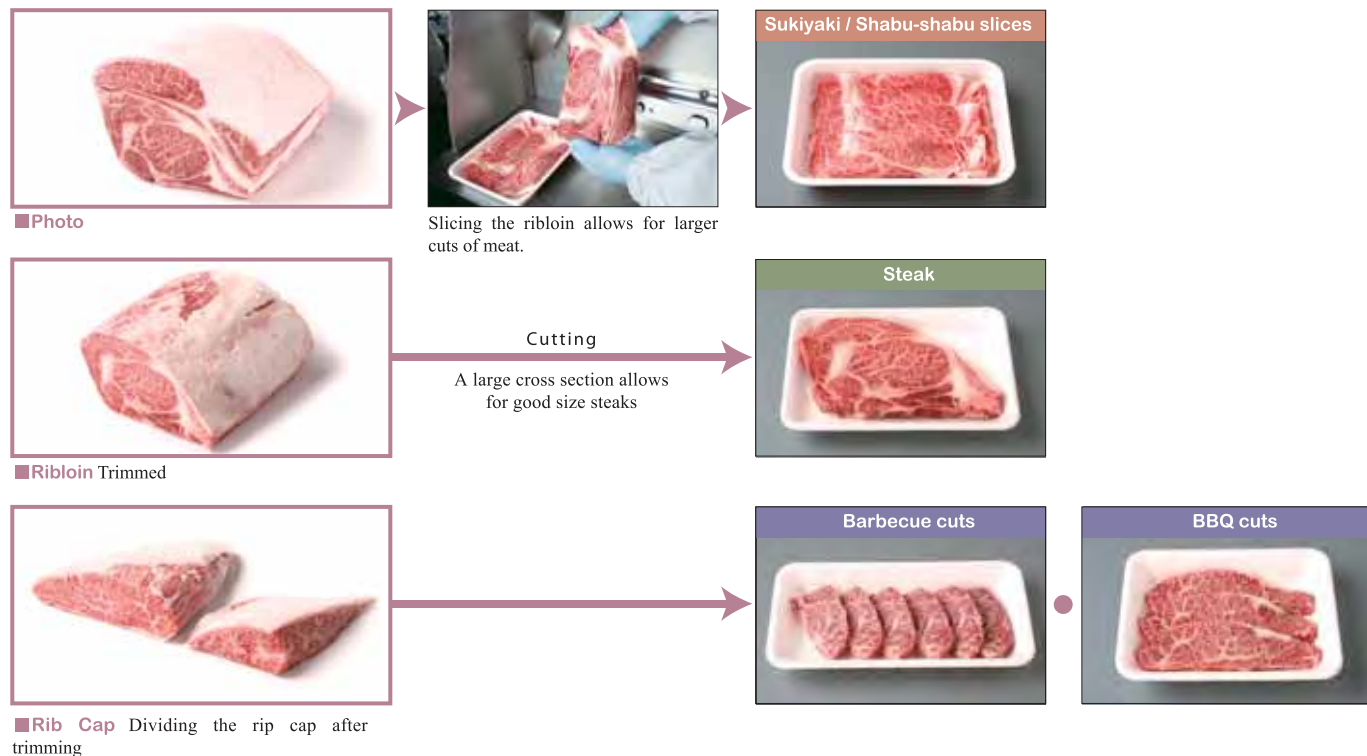 Sukiyaki / Shabu-shabu slices
■Photo
Slicing the ribloin allows for larger
cuts of meat.
Steak
Cutting
A large cross section allows
for good size steaks
■Ribloin Trimmed
Barbecue cuts
BBQ cuts
■Rib Cap Dividing the rip cap after
trimming